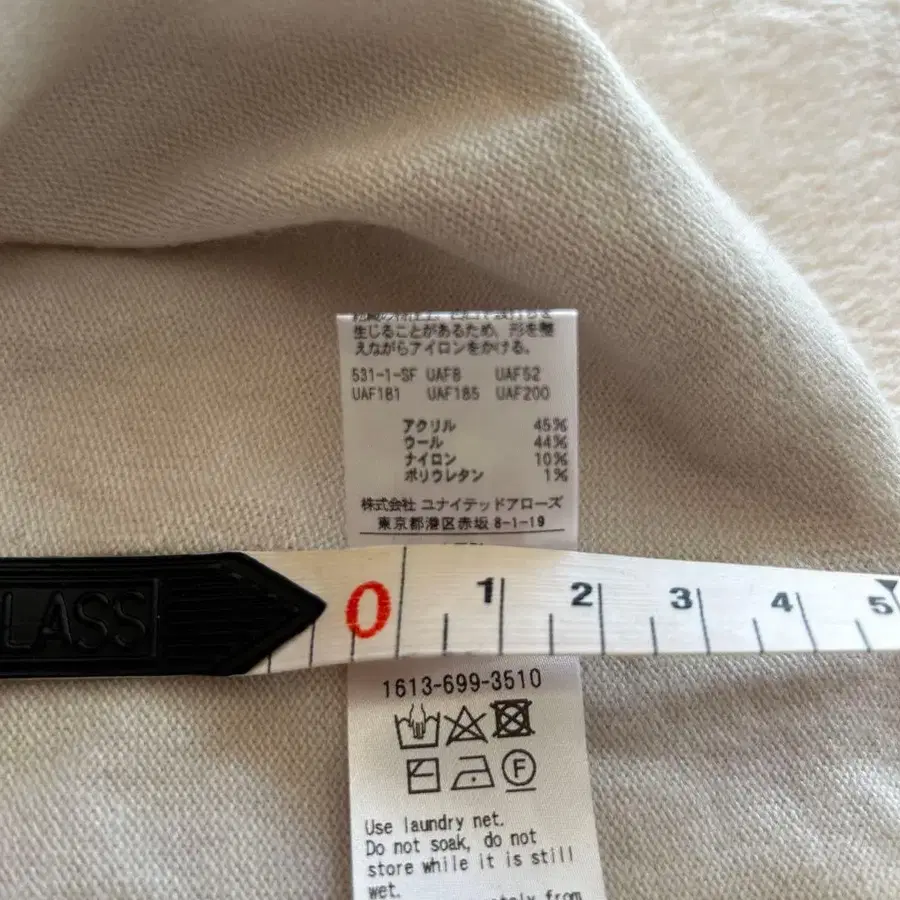 生じることがあるため、形を整
えながらアイロンをかける。
531-1-SF UAF8 UAF52
UAF181 UAF185 UAF200
アクリル 45%
ウール 44%
ナイロン 10%
ポリウレタン 1%
株式会社 ユナイテッドアローズ
東京都港区赤坂 8-1-19
LASS 0 1 2 3 4 5
1613-699-3510
F
Use laundry net.
Do not soak, do not
store while it is still
wet.
from